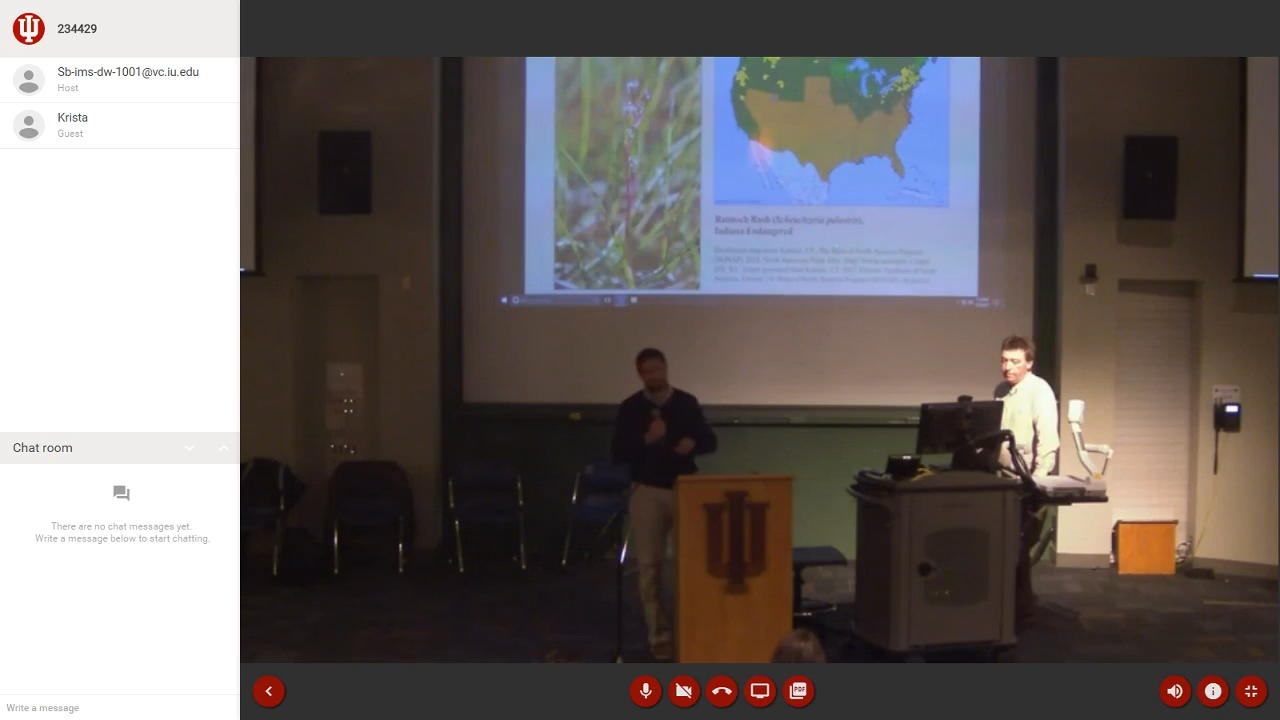 234429
Sb-ims-dw-1001@vc.iu.edu
Host
Krista
Guest
Rannoch Rush (Scheuchzeria palustris),
Indiana Endangered
Chat room
There are no chat messages yet.
Write a message below to start chatting.
PDF
Write a message